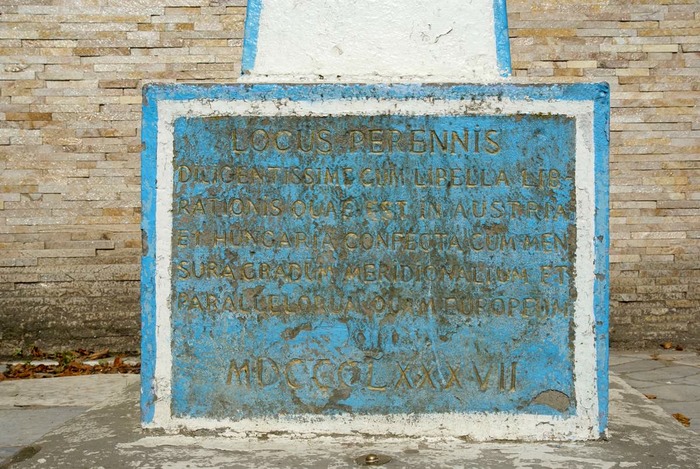 LOCUS PERENNIS
DILIGENTISSIME CUM LIBELLA LIB-
RATIONIS QUAE EST IN AUSTRIA
ET HUNGARIA CONFECTA CUM MEN
SURA GRADUM MERIDIONALIUM ET
PARALLELORUM QUAM EUROPEIM
MDCCCLXXXVII